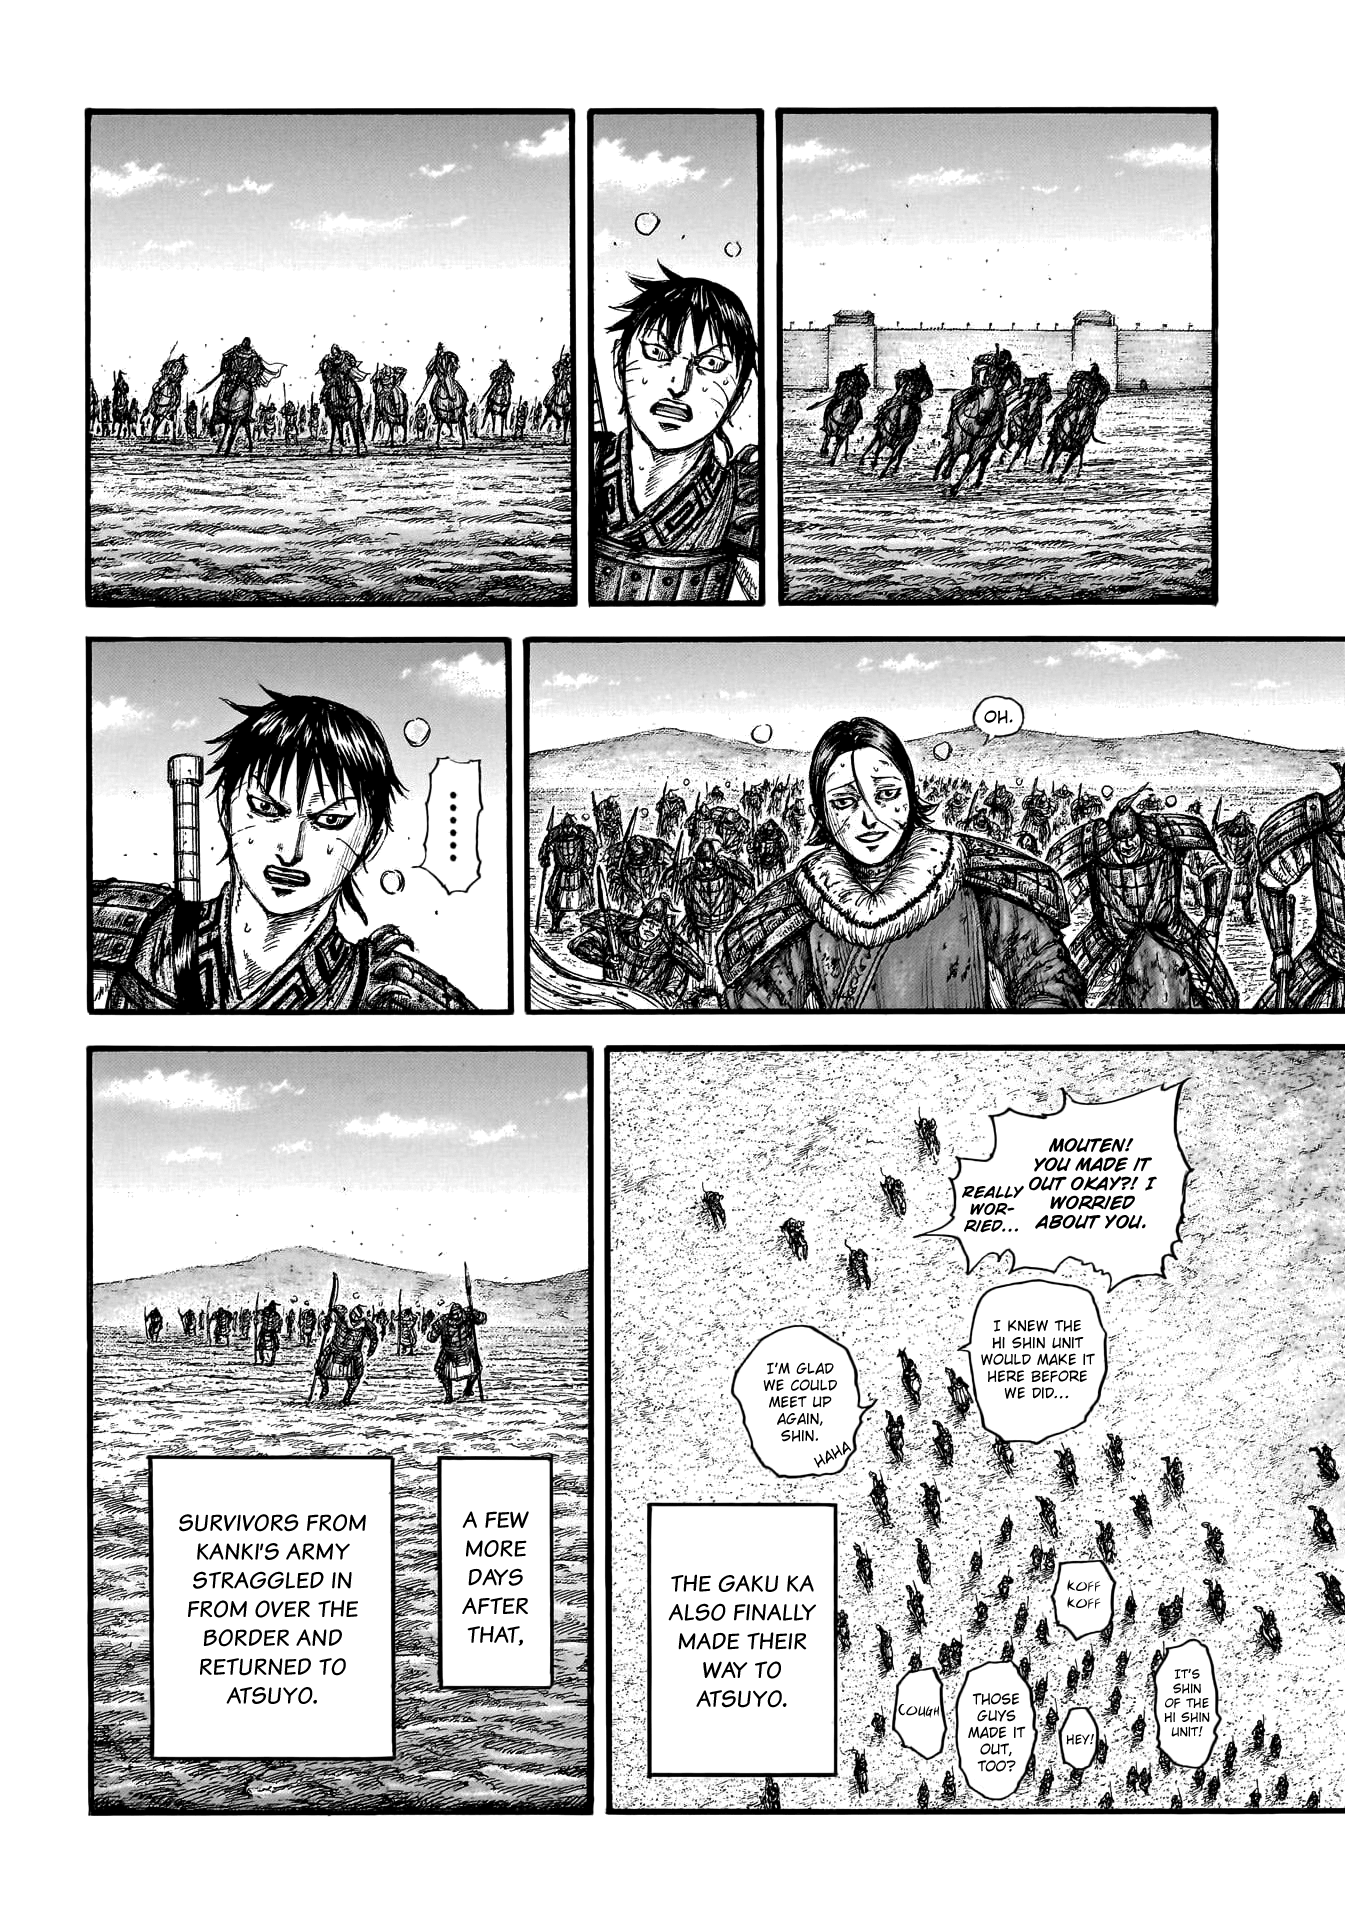 OH.
......
MOUTEN!
YOU MADE IT
OUT OKAY?! I
WORRIED
ABOUT YOU.
REALLY
WOR-
RIED...
I KNEW THE
HI SHIN UNIT
WOULD MAKE IT
HERE BEFORE
WE DID...
I'M GLAD
WE COULD
MEET UP
AGAIN,
SHIN.
HAHA
IT'S
SHIN
OF THE
HI SHIN
UNIT!
KOFF
KOFF
HEY!
THOSE
GUYS
MADE IT
OUT,
TOO?
COUGH
THE GAKU KA
ALSO FINALLY
MADE THEIR
WAY TO
ATSUYO.
A FEW
MORE
DAYS
AFTER
THAT,
SURVIVORS FROM
KANKI'S ARMY
STRAGGLED IN
FROM OVER THE
BORDER AND
RETURNED TO
ATSUYO.